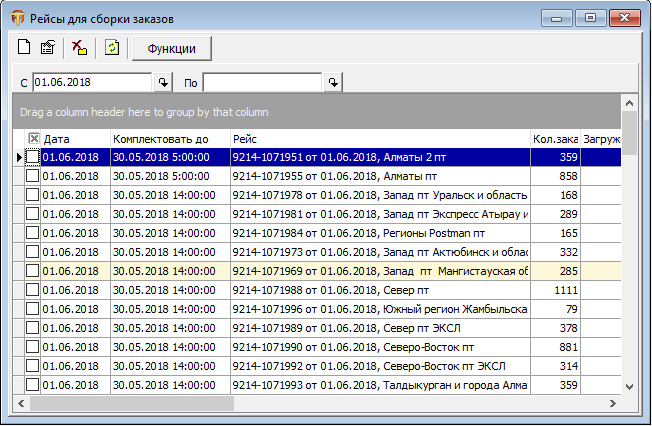 Рейсы для сборки заказов
Функции
С 01.06.2018 По
Drag a column header here to group by that column
Дата Комплектовать до Рейс Кол.зака Загруж
01.06.2018 30.05.2018 5:00:00 9214-1071951 от 01.06.2018, Алматы 2 пт 359
01.06.2018 30.05.2018 5:00:00 9214-1071955 от 01.06.2018, Алматы пт 858
01.06.2018 30.05.2018 14:00:00 9214-1071978 от 01.06.2018, Запад пт Уральск и область 168
01.06.2018 30.05.2018 14:00:00 9214-1071981 от 01.06.2018, Запад пт Экспресс Атырау и 289
01.06.2018 30.05.2018 14:00:00 9214-1071984 от 01.06.2018, Регионы Postman пт 165
01.06.2018 30.05.2018 14:00:00 9214-1071973 от 01.06.2018, Запад пт Актюбинск и облас 332
01.06.2018 30.05.2018 14:00:00 9214-1071969 от 01.06.2018, Запад пт Мангистауская об 285
01.06.2018 30.05.2018 14:00:00 9214-1071988 от 01.06.2018, Север пт 1111
01.06.2018 30.05.2018 14:00:00 9214-1071996 от 01.06.2018, Южный регион Жамбыльска 79
01.06.2018 30.05.2018 14:00:00 9214-1071989 от 01.06.2018, Север пт ЭКСЛ 378
01.06.2018 30.05.2018 14:00:00 9214-1071990 от 01.06.2018, Северо-Восток пт 881
01.06.2018 30.05.2018 14:00:00 9214-1071992 от 01.06.2018, Северо-Восток пт ЭКСЛ 314
01.06.2018 30.05.2018 14:00:00 9214-1071993 от 01.06.2018, Талдыкурган и города Алма 359